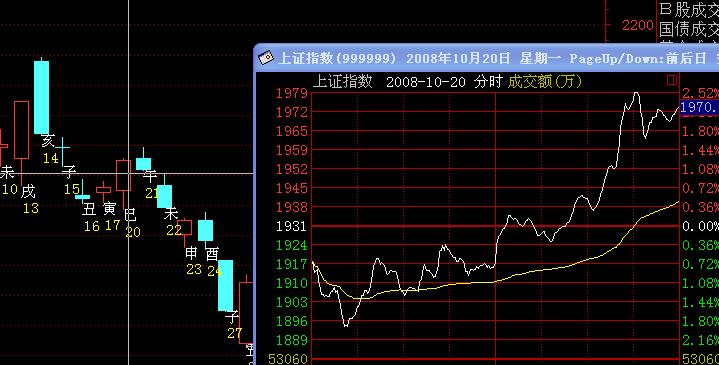 2200
B股成交
国债成交
上证指数(999999) 2008年10月20日 星期一 PageUp/Down:前后日
上证指数 2008-10-20 分时 成交额(万)
1979 2.52%
1972 1970.
1965 1.80%
1959 1.44%
1952 1.08%
1945 0.72%
1938 0.36%
1931 0.00%
1924 0.36%
1917 0.72%
1910 1.08%
1903 1.44%
1896 1.80%
1889 2.16%
53060 53060
未
10
戌
13
亥
14
子
15
丑
16
寅
17
巳
20
午
21
未
22
申
23
酉
24
子
27
丑